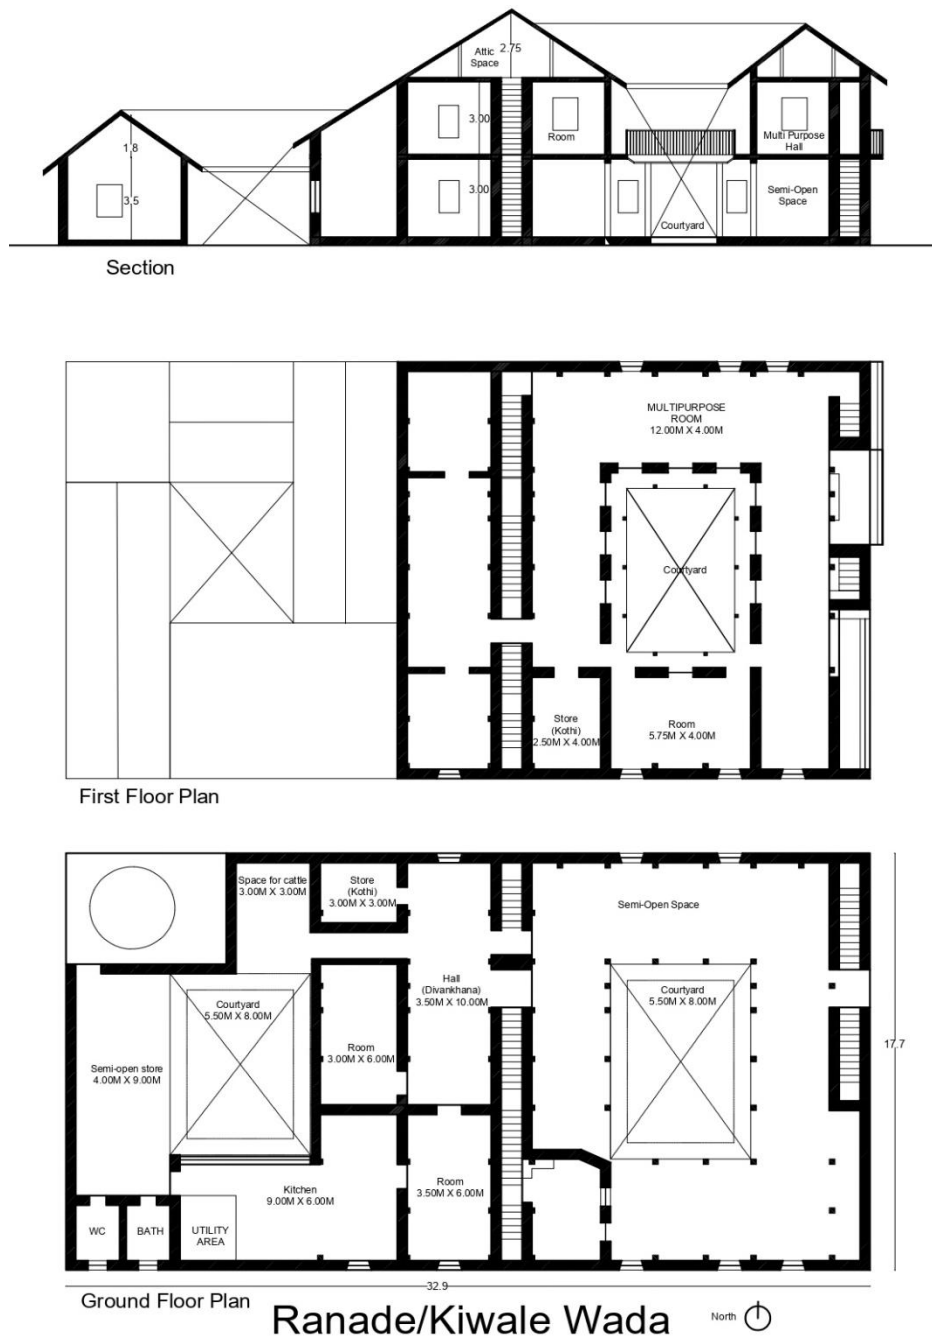 Attic
Space
2.75
3.00
Room
Multi Purpose
Hall
1.8
3.5
3.00
Semi-Open
Space
Courtyard
Section
MULTIPURPOSE
ROOM
12.00M X 4.00M
Courtyard
Store
(Kothi)
2.50M X 4.00M
Room
5.75M X 4.00M
First Floor Plan
Space for cattle
3.00M X 3.00M
Store
(Kothi)
3.00M X 3.00M
Semi-Open Space
Hall
(Divankhana)
3.50M X 10.00M
Courtyard
5.50M X 8.00M
Courtyard
5.50M X 8.00M
Room
3.00M X 6.00M
17.7
Semi-open store
4.00M X 9.00M
Kitchen
9.00M X 6.00M
Room
3.50M X 6.00M
WC
BATH
UTILITY
AREA
32.9
Ground Floor Plan
Ranade/Kiwale Wada
North